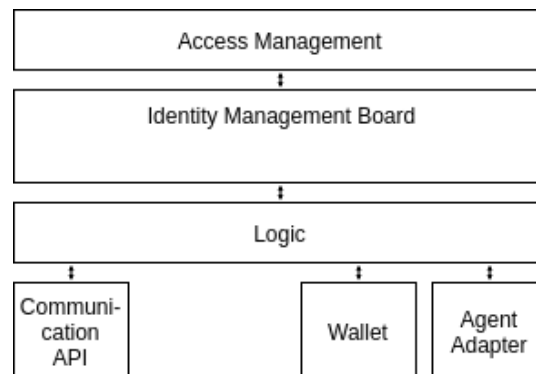 Access Management
Identity Management Board
Logic
Communi-
cation
API
Wallet
Agent
Adapter